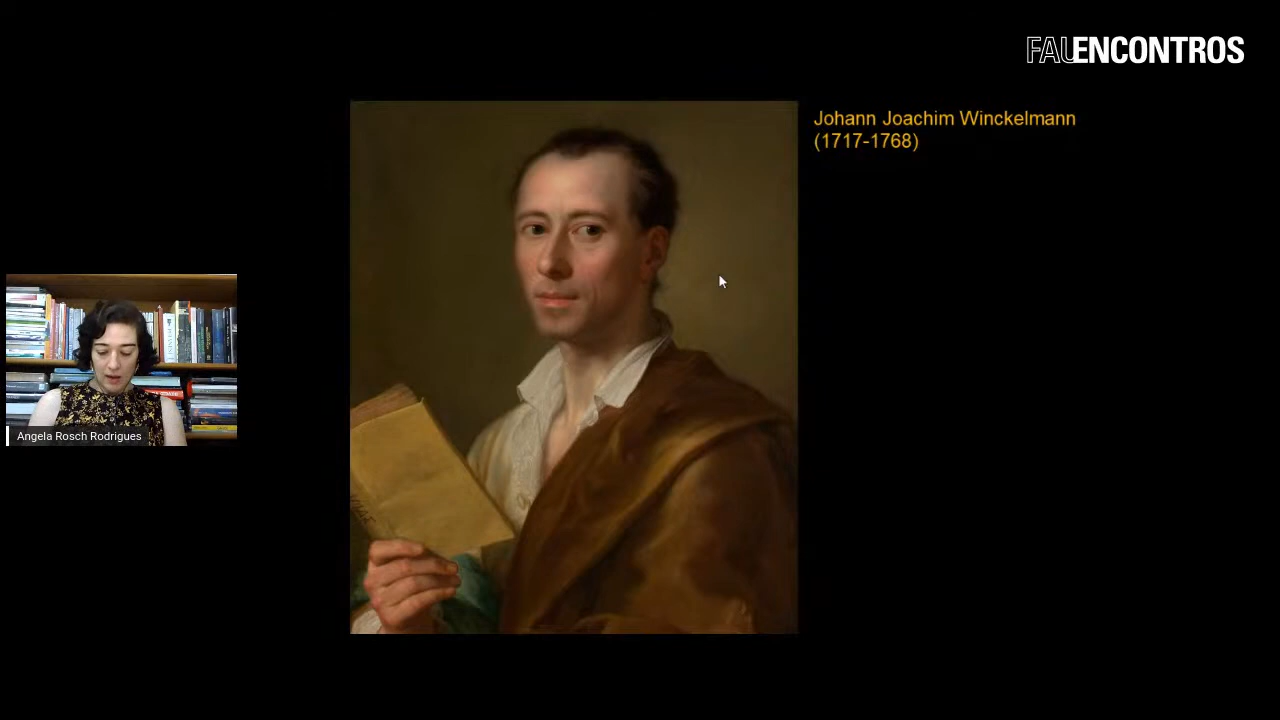 FAUENCONTROS
Johann Joachim Winckelmann
(1717-1768)
Angela Rosch Rodrigues